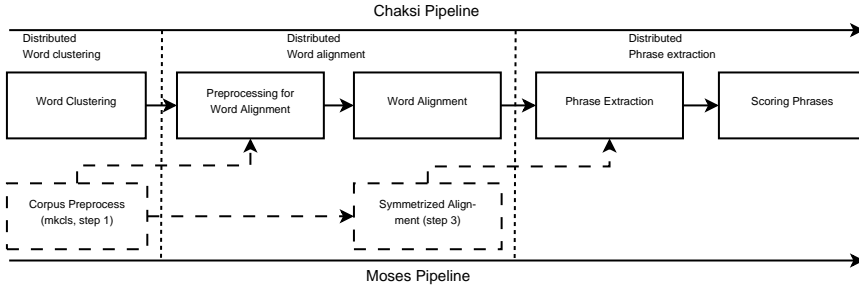 Chaksi Pipeline
Distributed
Word clustering
Distributed
Word alignment
Distributed
Phrase extraction
Word Clustering
Preprocessing for
Word Alignment
Word Alignment
Phrase Extraction
Scoring Phrases
Corpus Preprocess
(mkcls, step 1)
Symmetrized Align-
ment (step 3)
Moses Pipeline